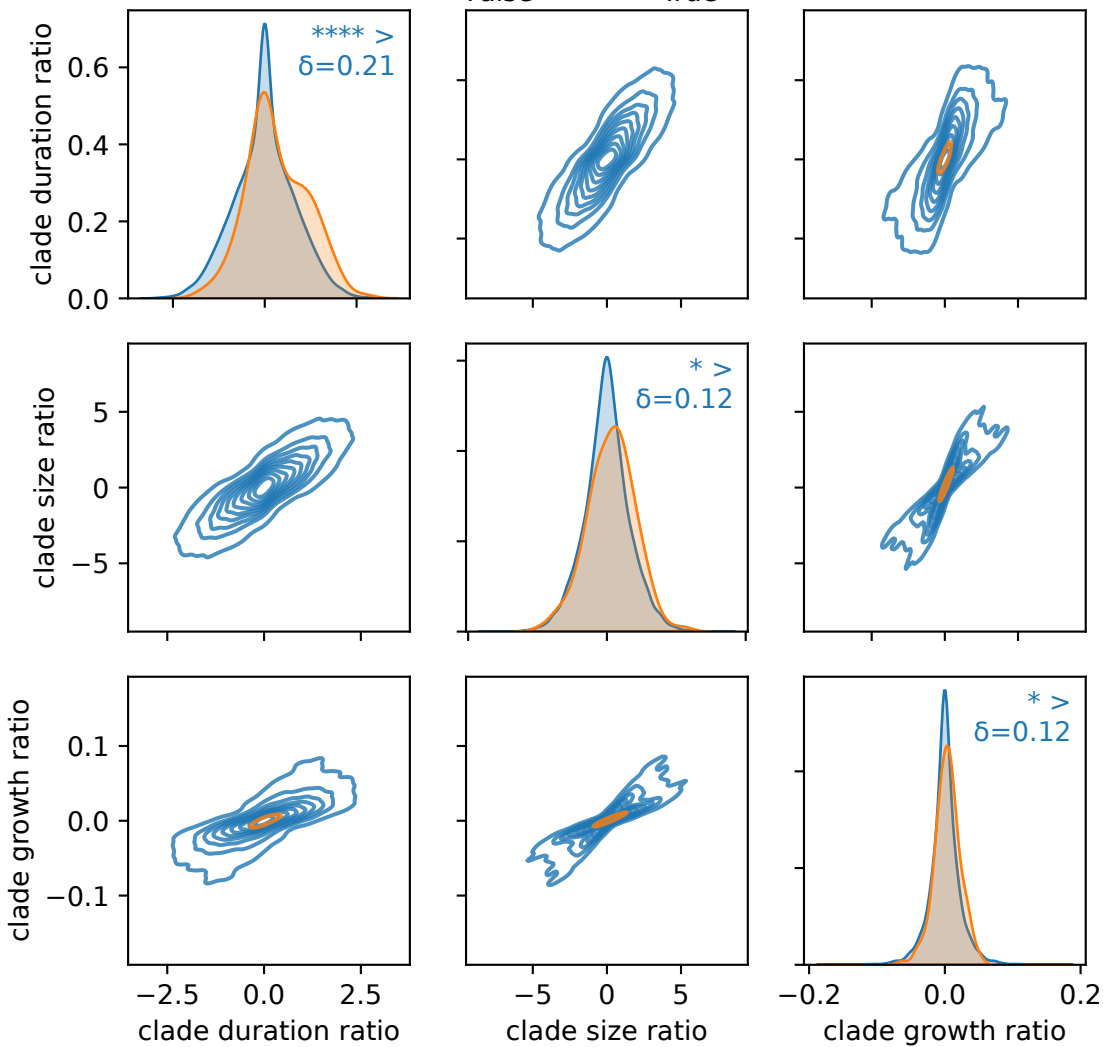 clade duration ratio
0.6
0.4
0.2
0.0
**** >
δ=0.21
clade size ratio
5
0
−5
* >
δ=0.12
clade growth ratio
0.1
0.0
−0.1
* >
δ=0.12
−2.5 0.0 2.5
−5 0 5
−0.2 0.0 0.2
clade duration ratio
clade size ratio
clade growth ratio